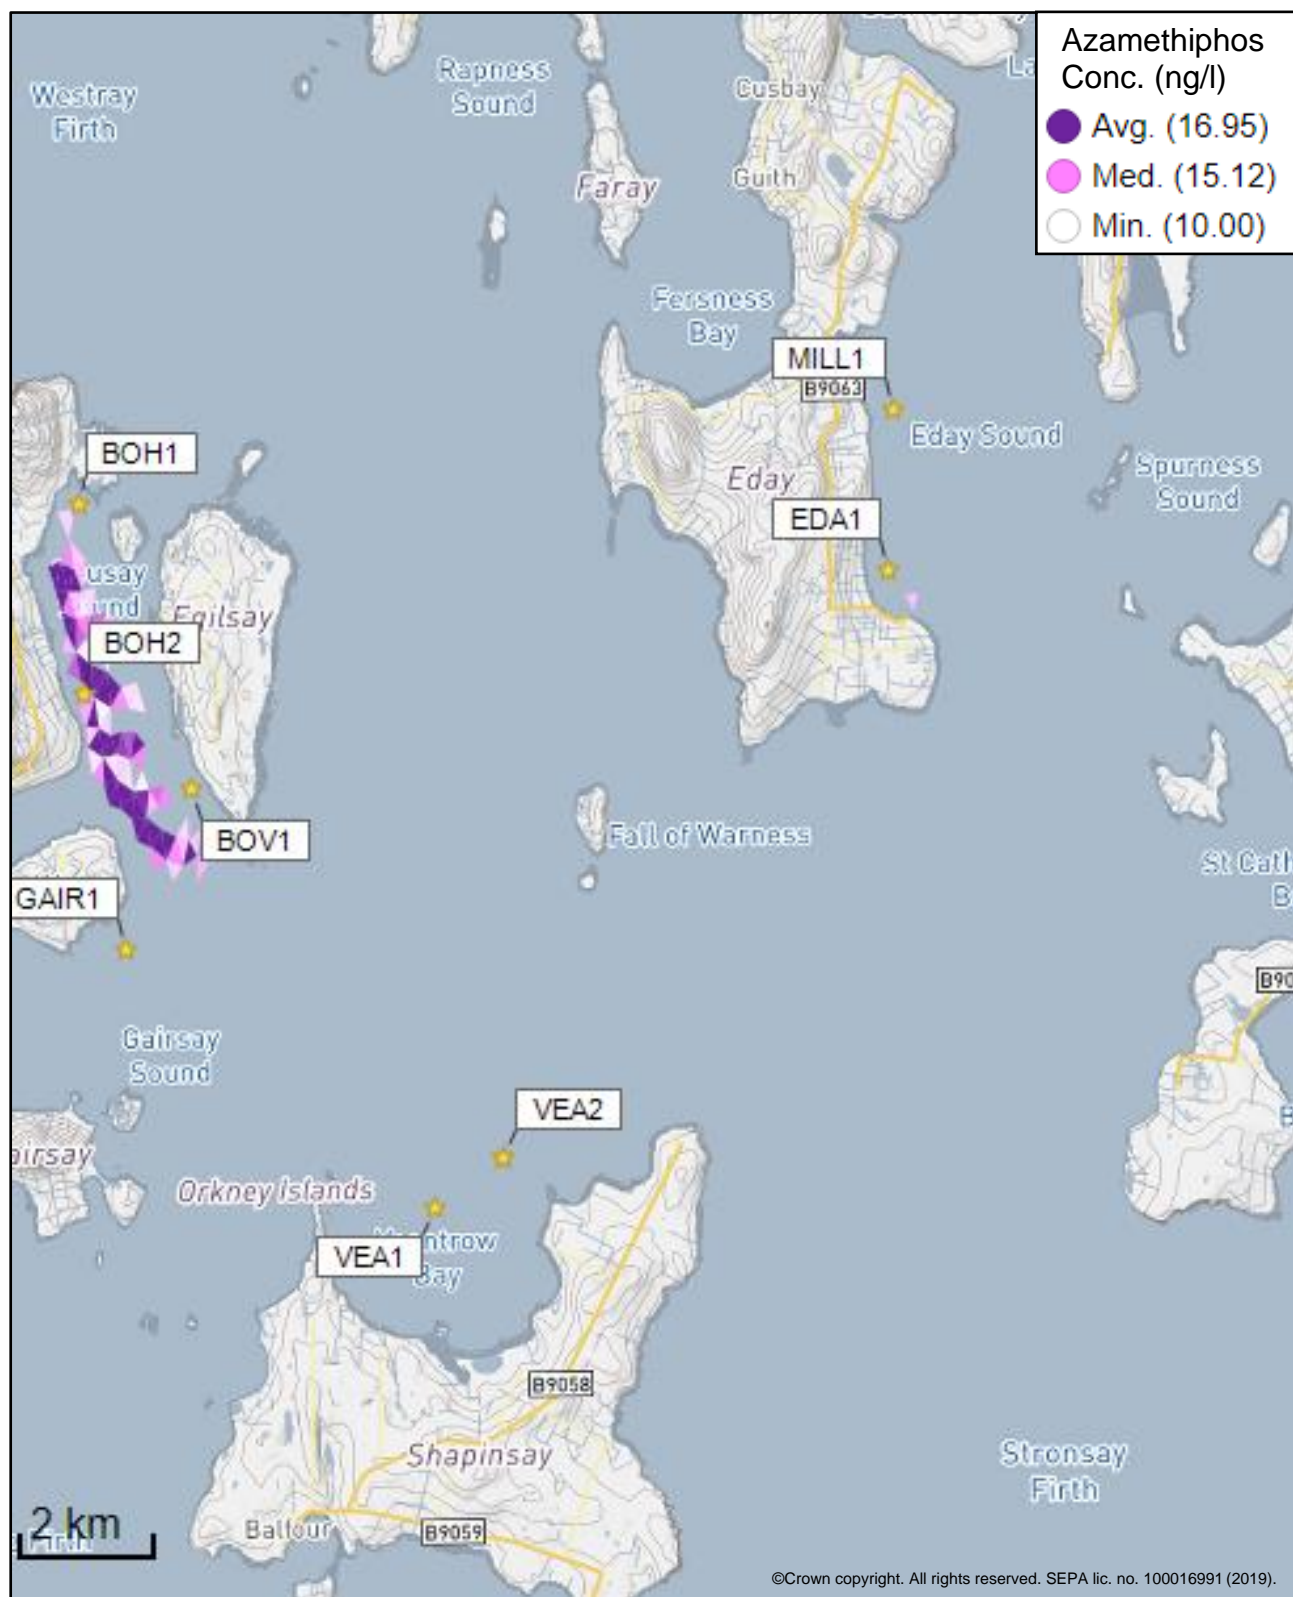 Azamethiphos
Conc. (ng/l)
Avg. (16.95)
Med. (15.12)
Min. (10.00)
Westray
Firth
Rapness
Sound
Cusbay
Guith
Faray
Fersness
Bay
MILL1
B9063
Eday Sound
BOH1
Eday
Spurness
Sound
EDA1
Egilsay
BOH2
BOV1
Fall of Warness
GAIR1
Gairsay
Sound
VEA2
Orkney Islands
VEA1
Bay
B9058
Shapinsay
Stronsay
Firth
2 km
Balfour
B9059
©Crown copyright. All rights reserved. SEPA lic. no. 100016991 (2019).